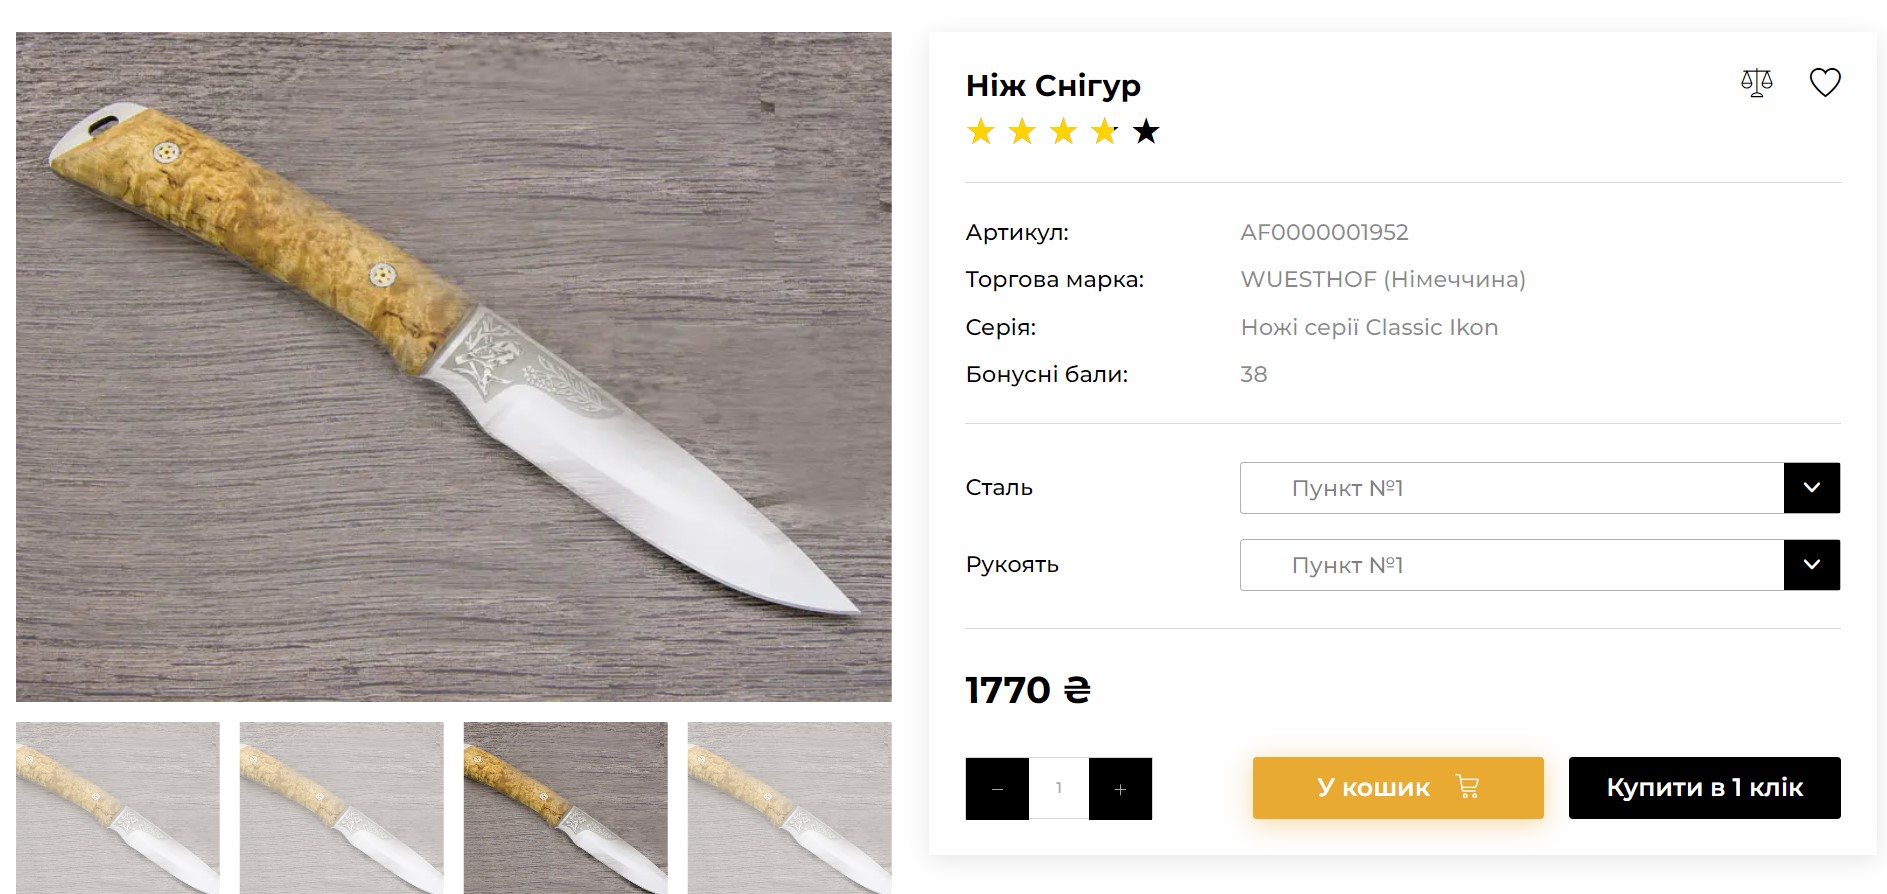 Ніж Снігур
Артикул: AF0000001952
Торгова марка: WUESTHOF (Німеччина)
Серія: Ножі серії Classic Ikon
Бонусні бали: 38
Сталь Пункт №1
Рукоять Пункт №1
1770 ₴
− 1 + У кошик Купити в 1 клік